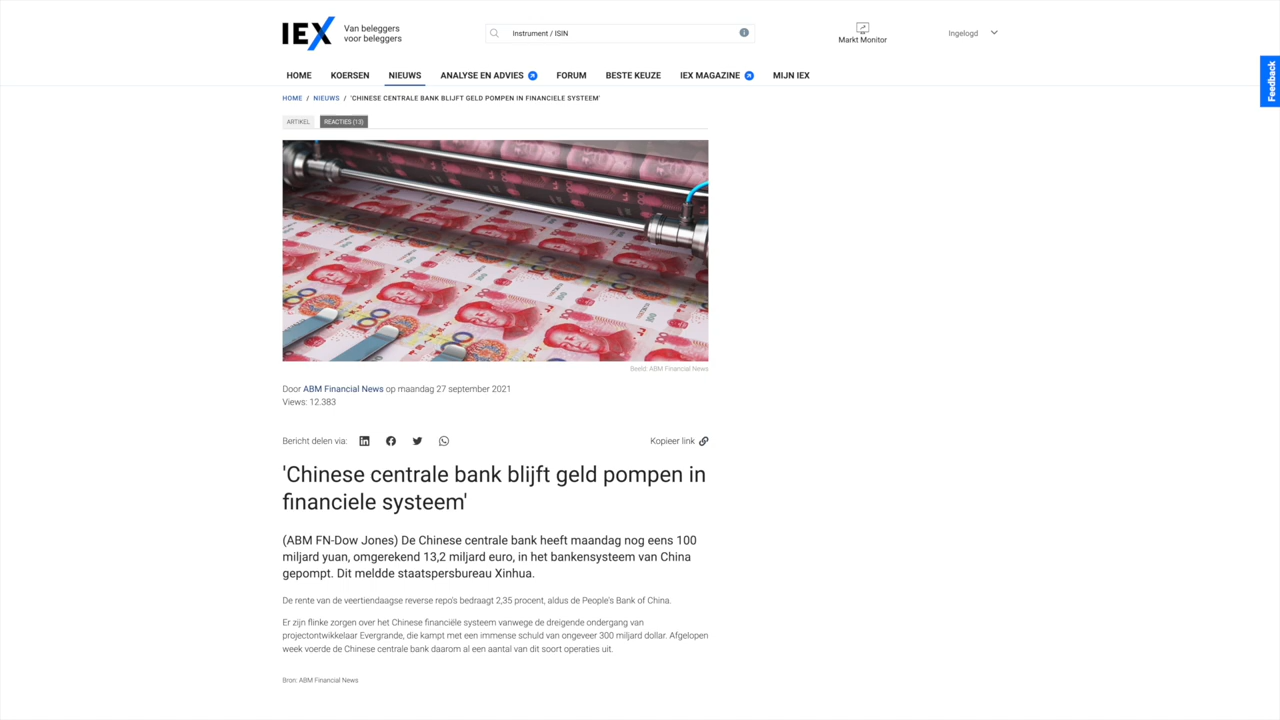 IEX
Van beleggers
voor beleggers
Instrument / ISIN
Markt Monitor
Ingelogd
Feedback
HOME KOERSEN NIEUWS ANALYSE EN ADVIES FORUM BESTE KEUZE IEX MAGAZINE MIJN IEX
HOME / NIEUWS / 'CHINESE CENTRALE BANK BLIJFT GELD POMPEN IN FINANCIELE SYSTEEM'
ARTIKEL REACTIES (13)
100
100
100
100
Beeld: ABM Financial News
Door ABM Financial News op maandag 27 september 2021
Views: 12.383
Bericht delen via: Kopieer link
'Chinese centrale bank blijft geld pompen in
financiele systeem'
(ABM FN-Dow Jones) De Chinese centrale bank heeft maandag nog eens 100
miljard yuan, omgerekend 13,2 miljard euro, in het bankensysteem van China
gepompt. Dit meldde staatspersbureau Xinhua.
De rente van de veertiendaagse reverse repo's bedraagt 2,35 procent, aldus de People's Bank of China.
Er zijn flinke zorgen over het Chinese financiële systeem vanwege de dreigende ondergang van
projectontwikkelaar Evergrande, die kampt met een immense schuld van ongeveer 300 miljard dollar. Afgelopen
week voerde de Chinese centrale bank daarom al een aantal van dit soort operaties uit.
Bron: ABM Financial News